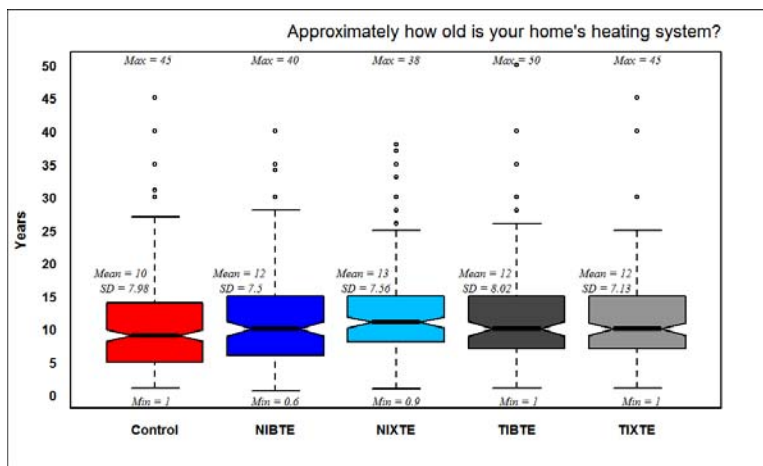 Approximately how old is your home's heating system?
Max = 45 Max = 40 Max = 38 Max = 50 Max = 45
50
45
40
35
30
25
20
15
10
5
0
Years
Mean = 10 Mean = 12 Mean = 13 Mean = 12 Mean = 12
SD = 7.98 SD = 7.5 SD = 7.56 SD = 8.02 SD = 7.13
Min = 1 Min = 0.6 Min = 0.9 Min = 1 Min = 1
Control NIBTE NIXTE TIBTE TIXTE